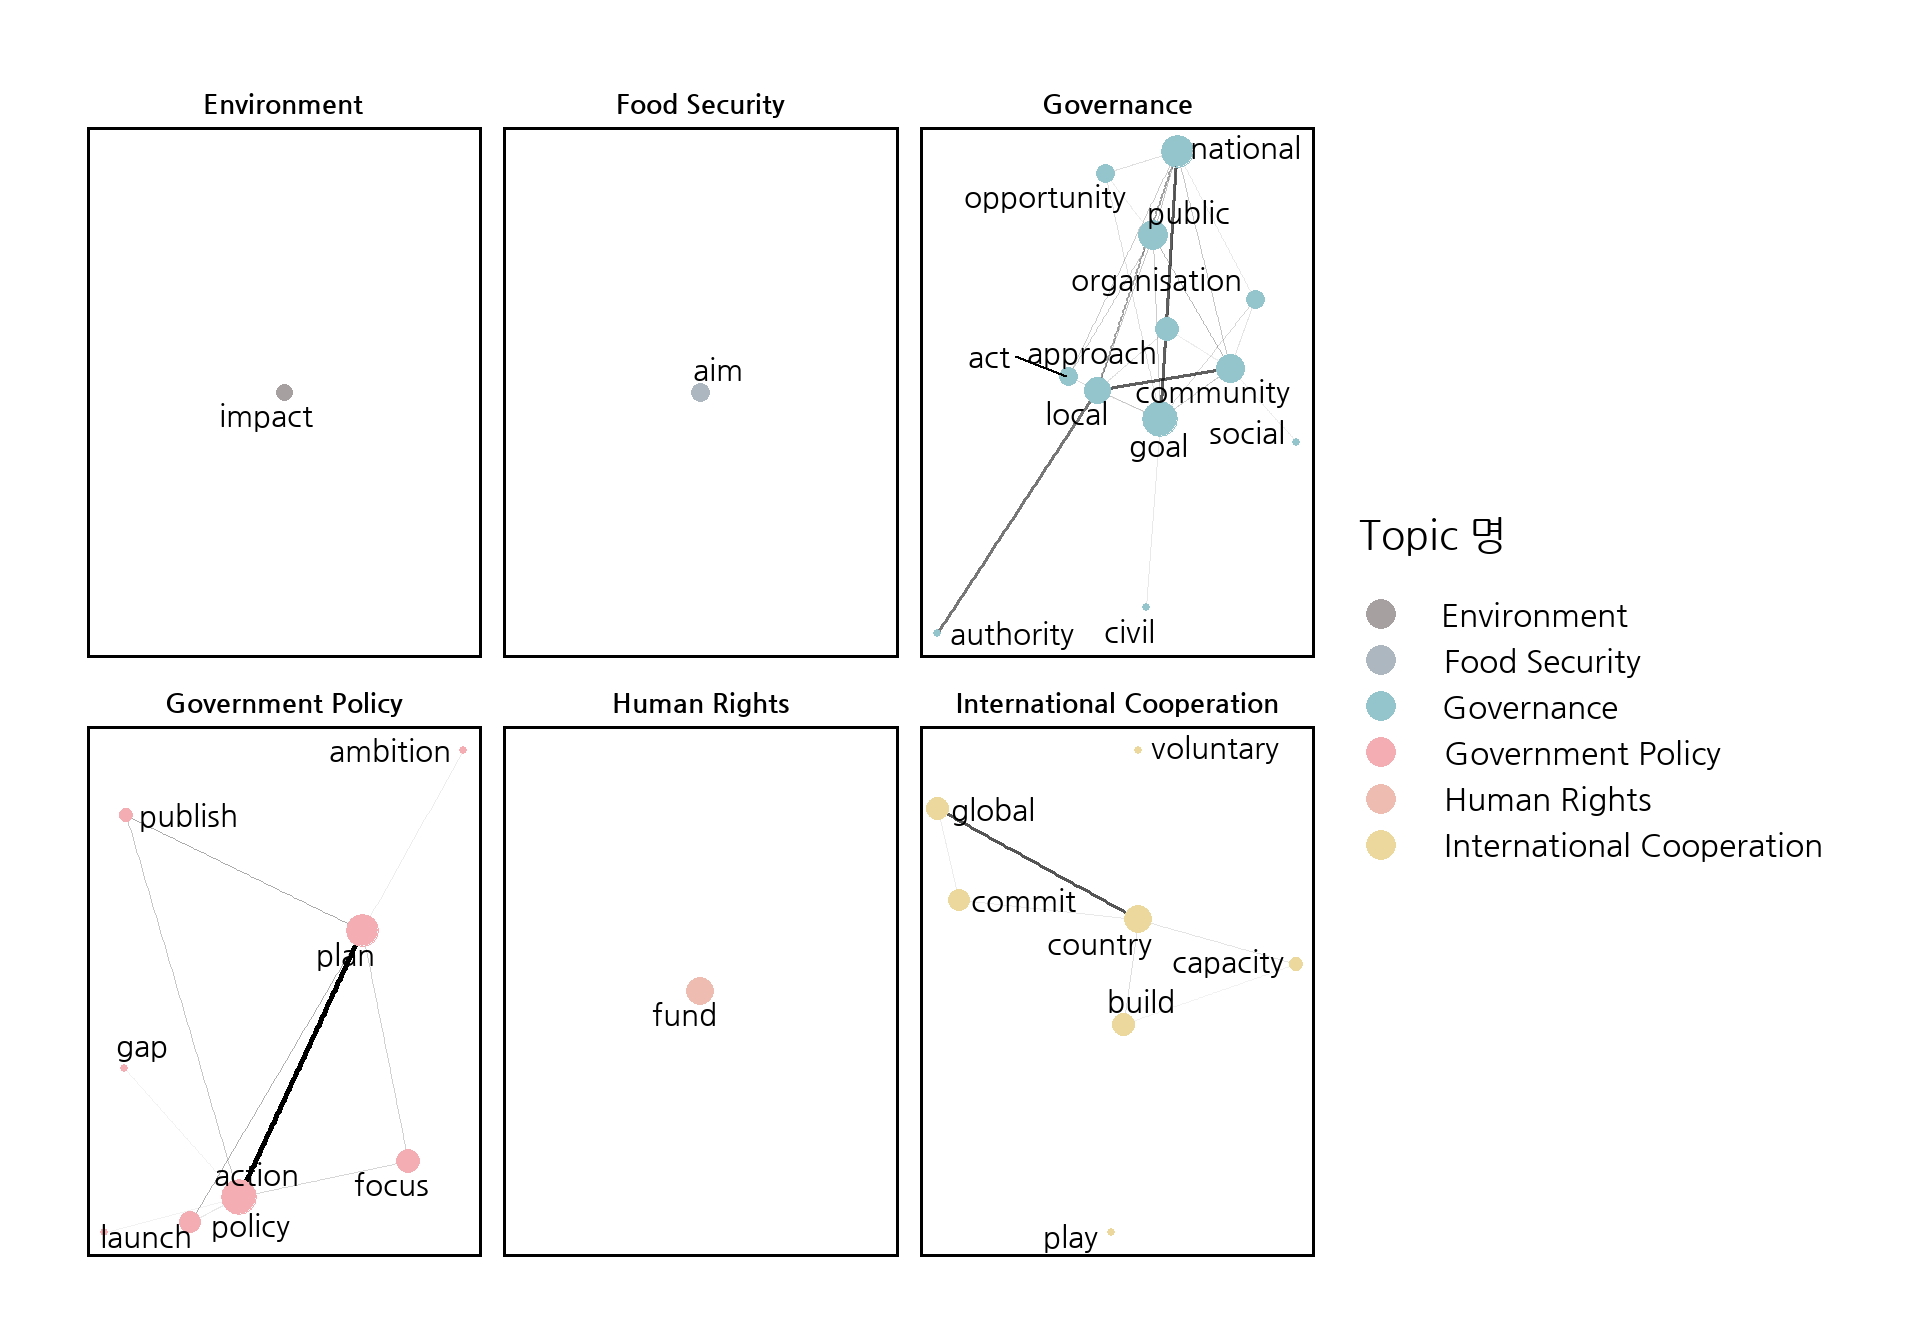 Environment
Food Security
Governance
impact
aim
national
opportunity
public
organisation
act
approach
community
local
goal
social
authority
civil
Government Policy
Human Rights
International Cooperation
ambition
publish
plan
gap
action
focus
launch
policy
fund
voluntary
global
commit
country
capacity
build
play
Topic 명
Environment
Food Security
Governance
Government Policy
Human Rights
International Cooperation